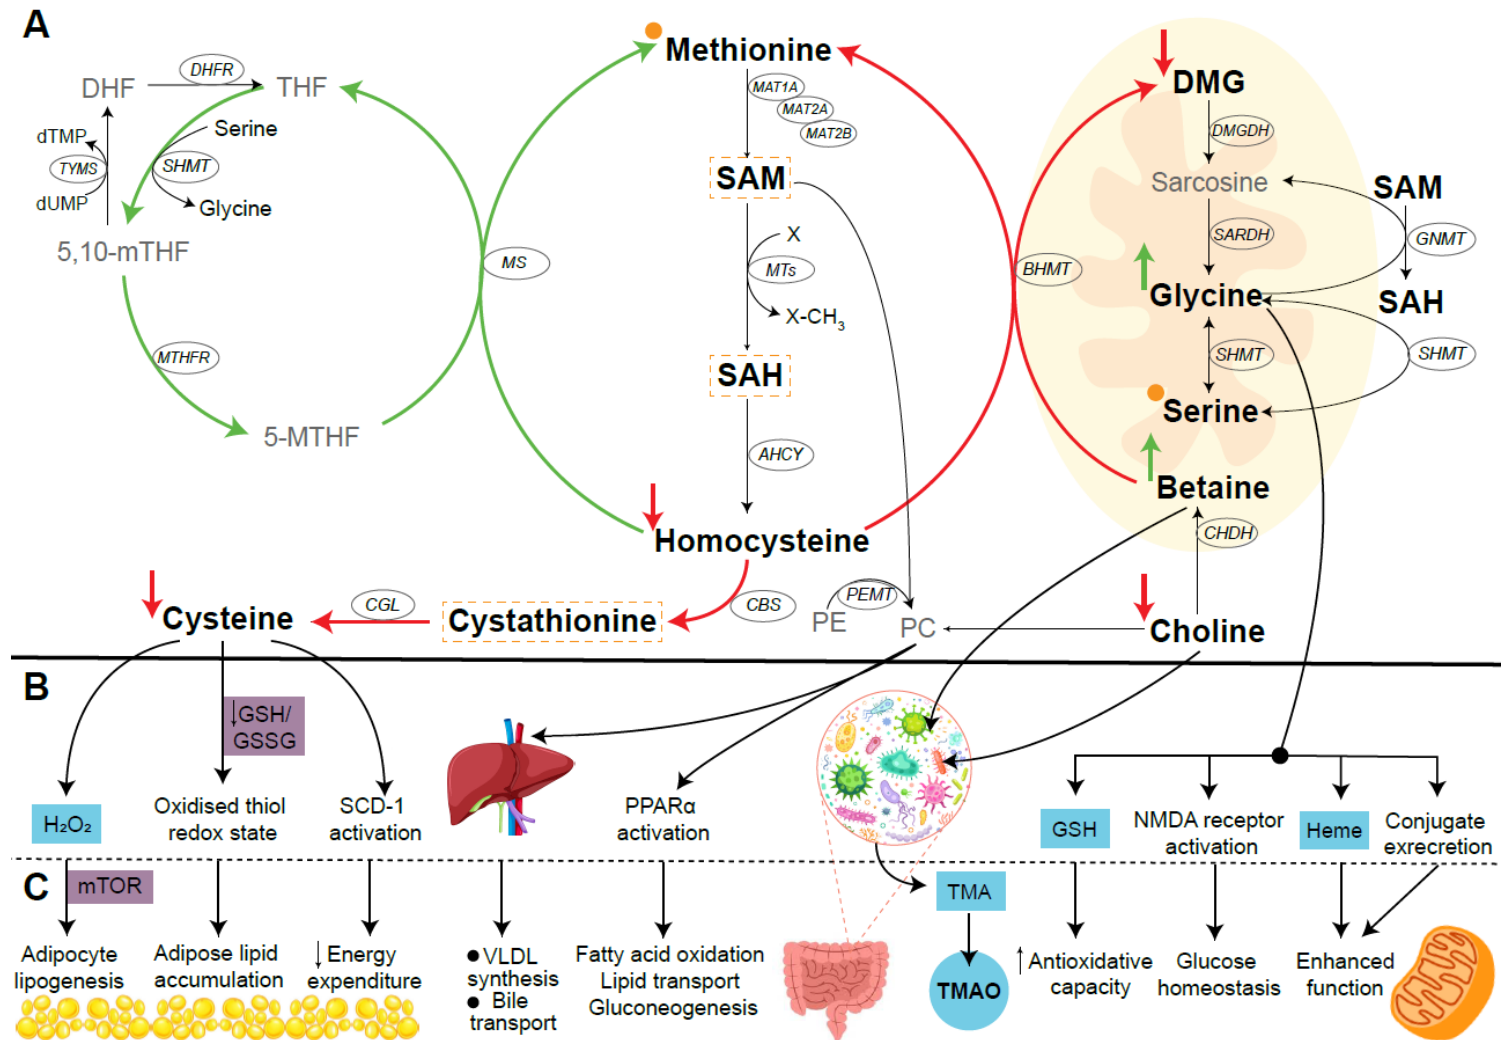 A
Methionine
DHF
DHFR
THF
DMG
MAT1A
MAT2A
MAT2B
dTMP
Serine
DMGDH
TYMS
SHMT
SAM
Sarcosine
SAM
dUMP
Glycine
X
SARDH
GNMT
5,10-mTHF
MS
MTs
BHMT
Glycine
SAH
X-CH3
MTHFR
SHMT
SHMT
SAH
Serine
5-MTHF
AHCY
Betaine
Homocysteine
CHDH
Cysteine
CGL
Cystathionine
CBS
PEMT
PE
PC
Choline
B
↓GSH/
GSSG
H₂O₂
Oxidised thiol
redox state
SCD-1
activation
PPARα
activation
GSH
NMDA receptor
activation
Heme
Conjugate
exrecretion
C
mTOR
TMA
Adipocyte
lipogenesis
Adipose lipid
accumulation
↓Energy
expenditure
● VLDL
synthesis
● Bile
transport
Fatty acid oxidation
Lipid transport
Gluconeogenesis
TMAO
↑Antioxidative
capacity
Glucose
homeostasis
Enhanced
function